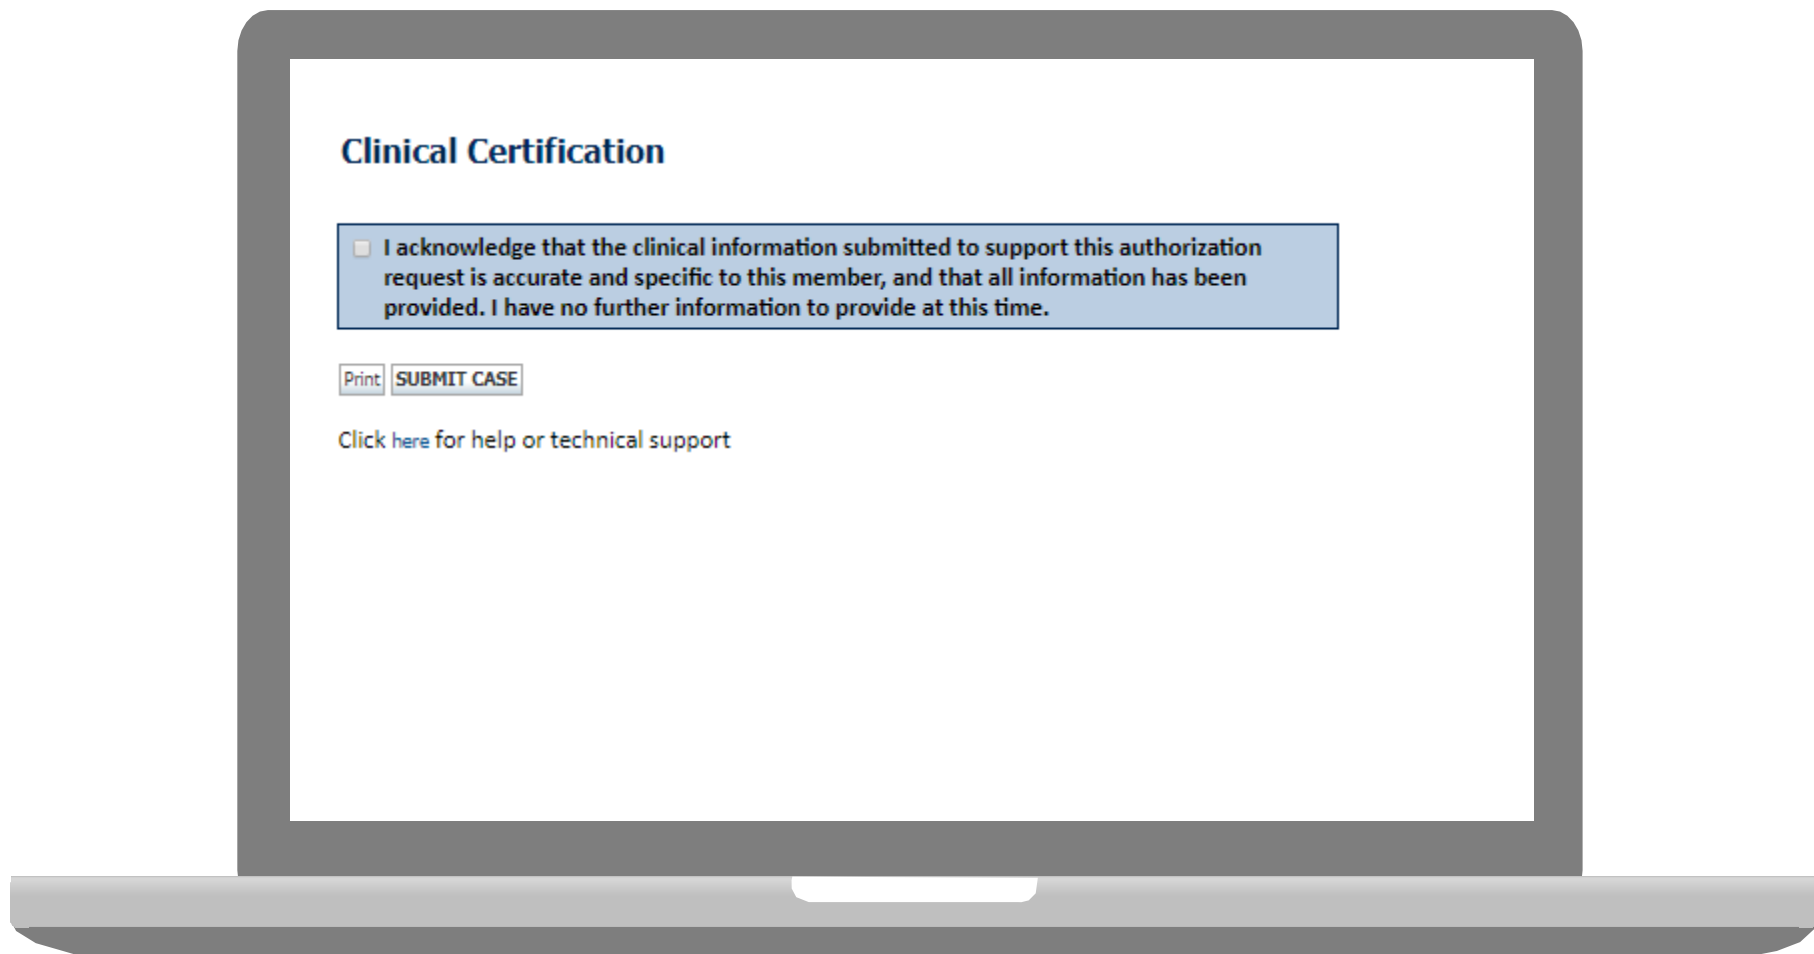 Clinical Certification
I acknowledge that the clinical information submitted to support this authorization
request is accurate and specific to this member, and that all information has been
provided. I have no further information to provide at this time.
Print SUBMIT CASE
Click here for help or technical support